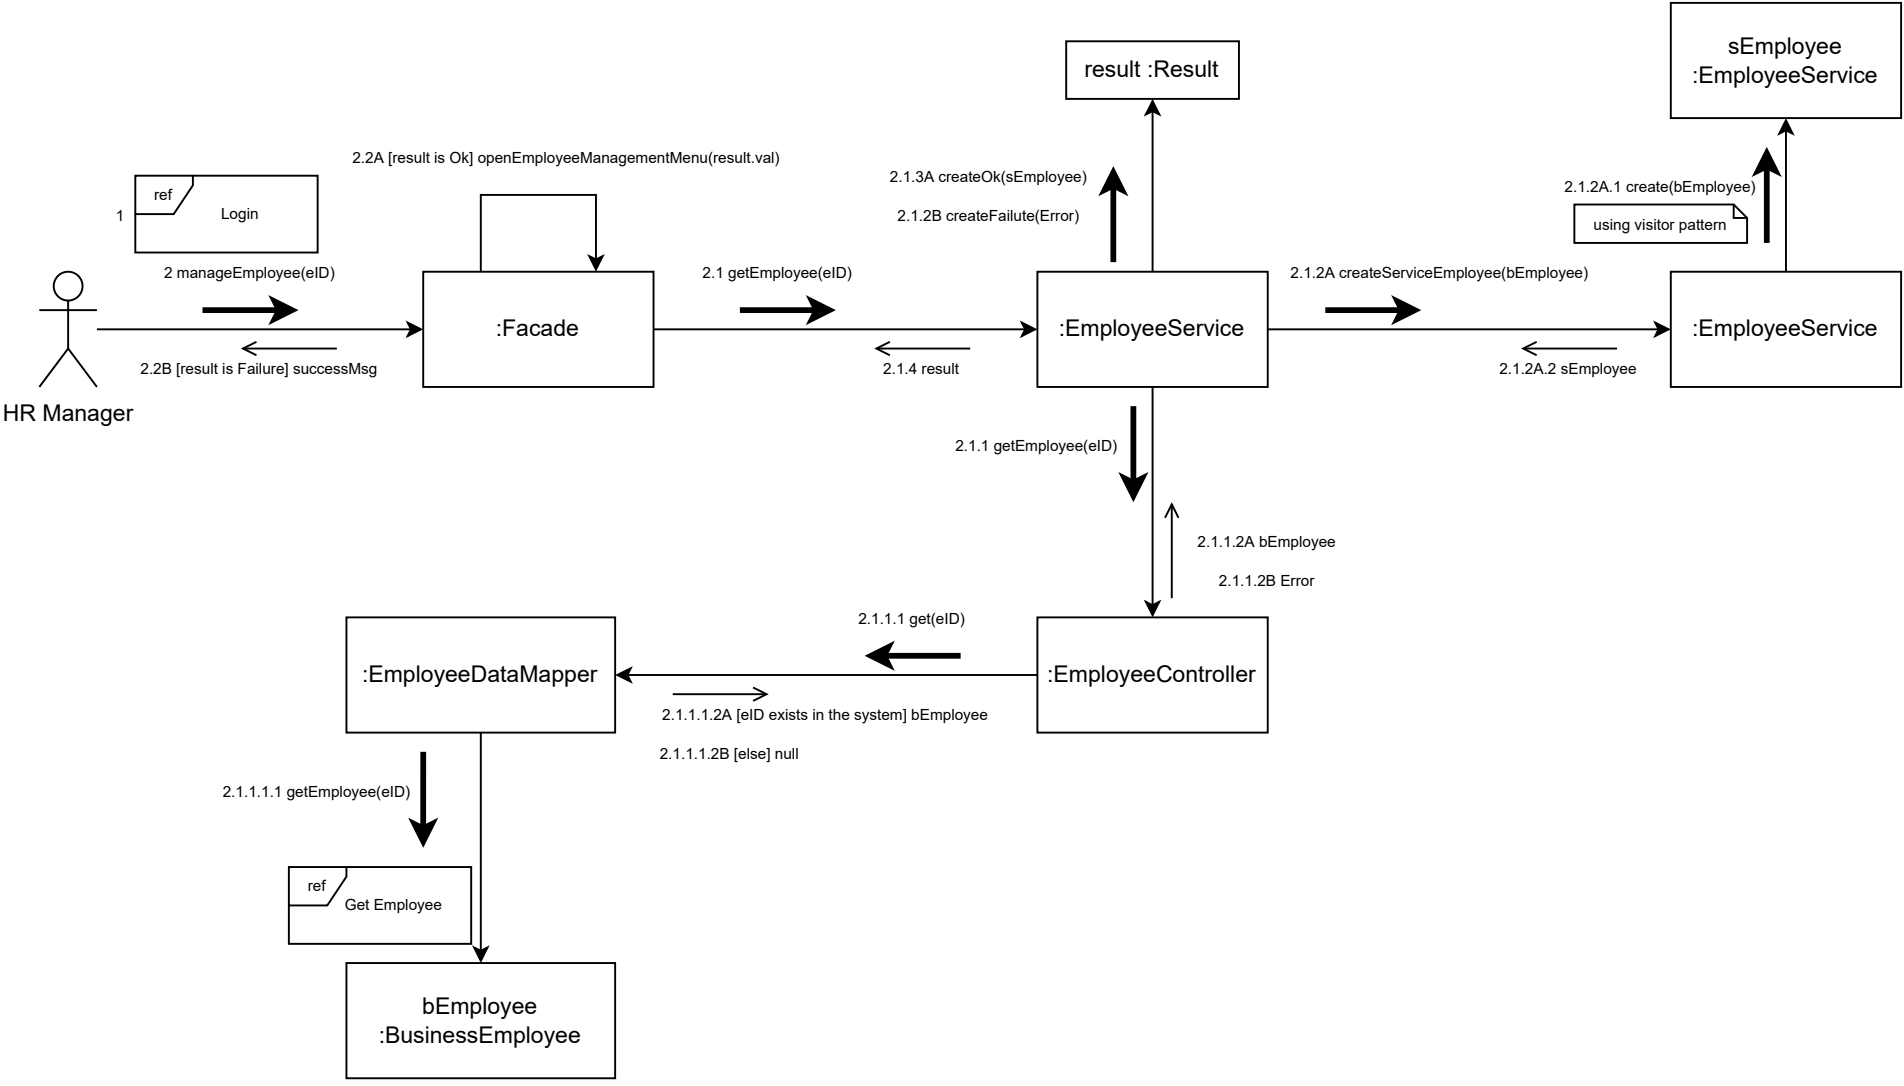 sEmployee
:EmployeeService
result :Result
2.2A [result is Ok] openEmployeeManagementMenu(result.val)
2.1.3A createOk(sEmployee)
2.1.2A.1 create(bEmployee)
ref
1
Login
2.1.2B createFailute(Error)
using visitor pattern
2 manageEmployee(eID)
2.1 getEmployee(eID)
2.1.2A createServiceEmployee(bEmployee)
:Facade
:EmployeeService
:EmployeeService
2.2B [result is Failure] successMsg
2.1.4 result
2.1.2A.2 sEmployee
HR Manager
2.1.1 getEmployee(eID)
2.1.1.2A bEmployee
2.1.1.2B Error
2.1.1.1 get(eID)
:EmployeeDataMapper
:EmployeeController
2.1.1.1.2A [eID exists in the system] bEmployee
2.1.1.1.2B [else] null
2.1.1.1.1 getEmployee(eID)
ref
Get Employee
bEmployee
:BusinessEmployee